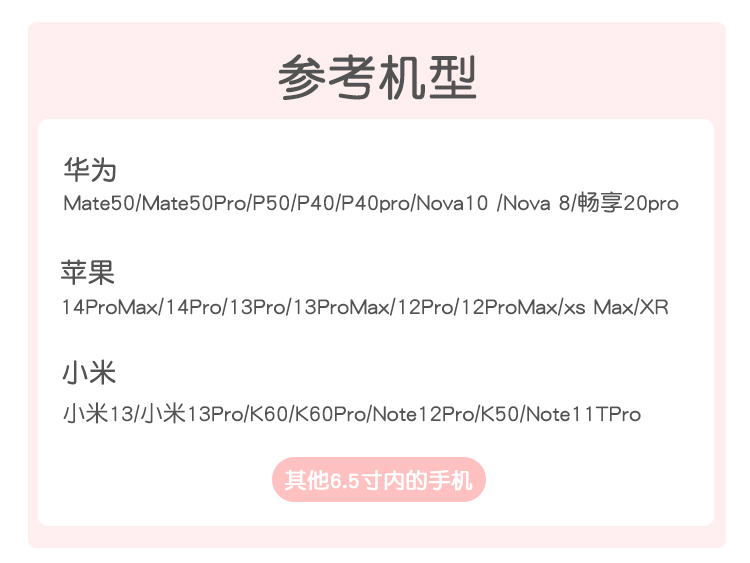 参考机型
华为
Mate50/Mate50Pro/P50/P40/P40pro/Nova10 /Nova 8/畅享20pro
苹果
14ProMax/14Pro/13Pro/13ProMax/12Pro/12ProMax/xs Max/XR
小米
小米13/小米13Pro/K60/K60Pro/Note12Pro/K50/Note11TPro
其他6.5寸内的手机